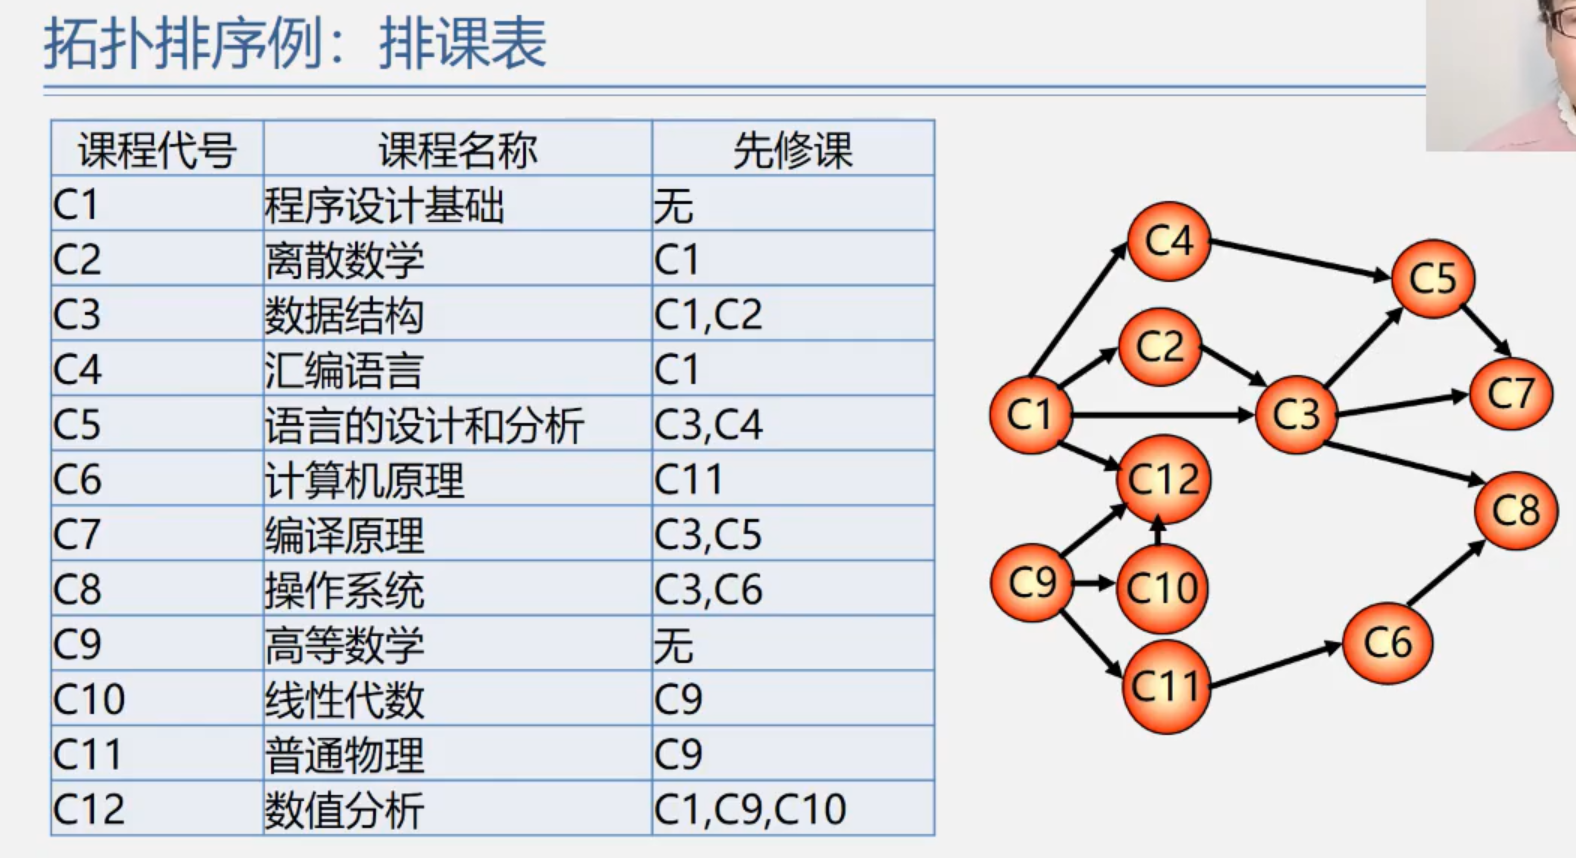 拓扑排序例：排课表
课程代号 课程名称 先修课
C1 程序设计基础 无
C2 离散数学 C1
C3 数据结构 C1,C2
C4 汇编语言 C1
C5 语言的设计和分析 C3,C4
C6 计算机原理 C11
C7 编译原理 C3,C5
C8 操作系统 C3,C6
C9 高等数学 无
C10 线性代数 C9
C11 普通物理 C9
C12 数值分析 C1,C9,C10
C4
C5
C2
C7
C1
C3
C12
C8
C9
C10
C6
C11